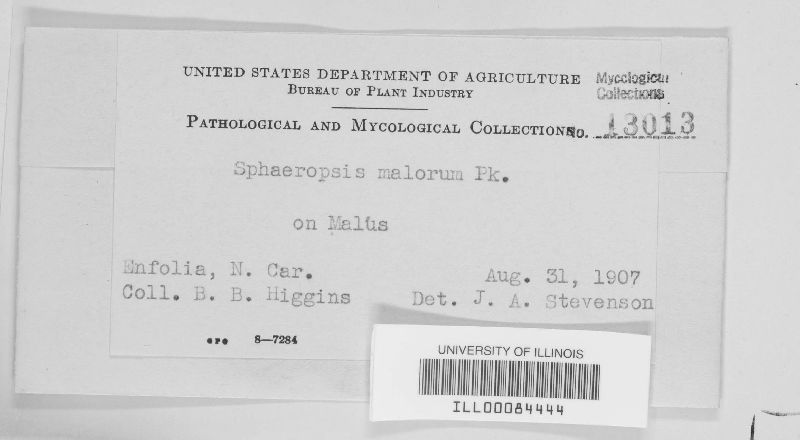 UNITED STATES DEPARTMENT OF AGRICULTURE
BUREAU OF PLANT INDUSTRY
Mycological
Collections
PATHOLOGICAL AND MYCOLOGICAL COLLECTIONS
No. 13013
Sphaeropsis malorum Pk.
on Malus
Enfolia, N. Car.
Aug. 31, 1907
Coll. B. B. Higgins
Det. J. A. Stevenson
GPO 8—7284
UNIVERSITY OF ILLINOIS
ILL00084444